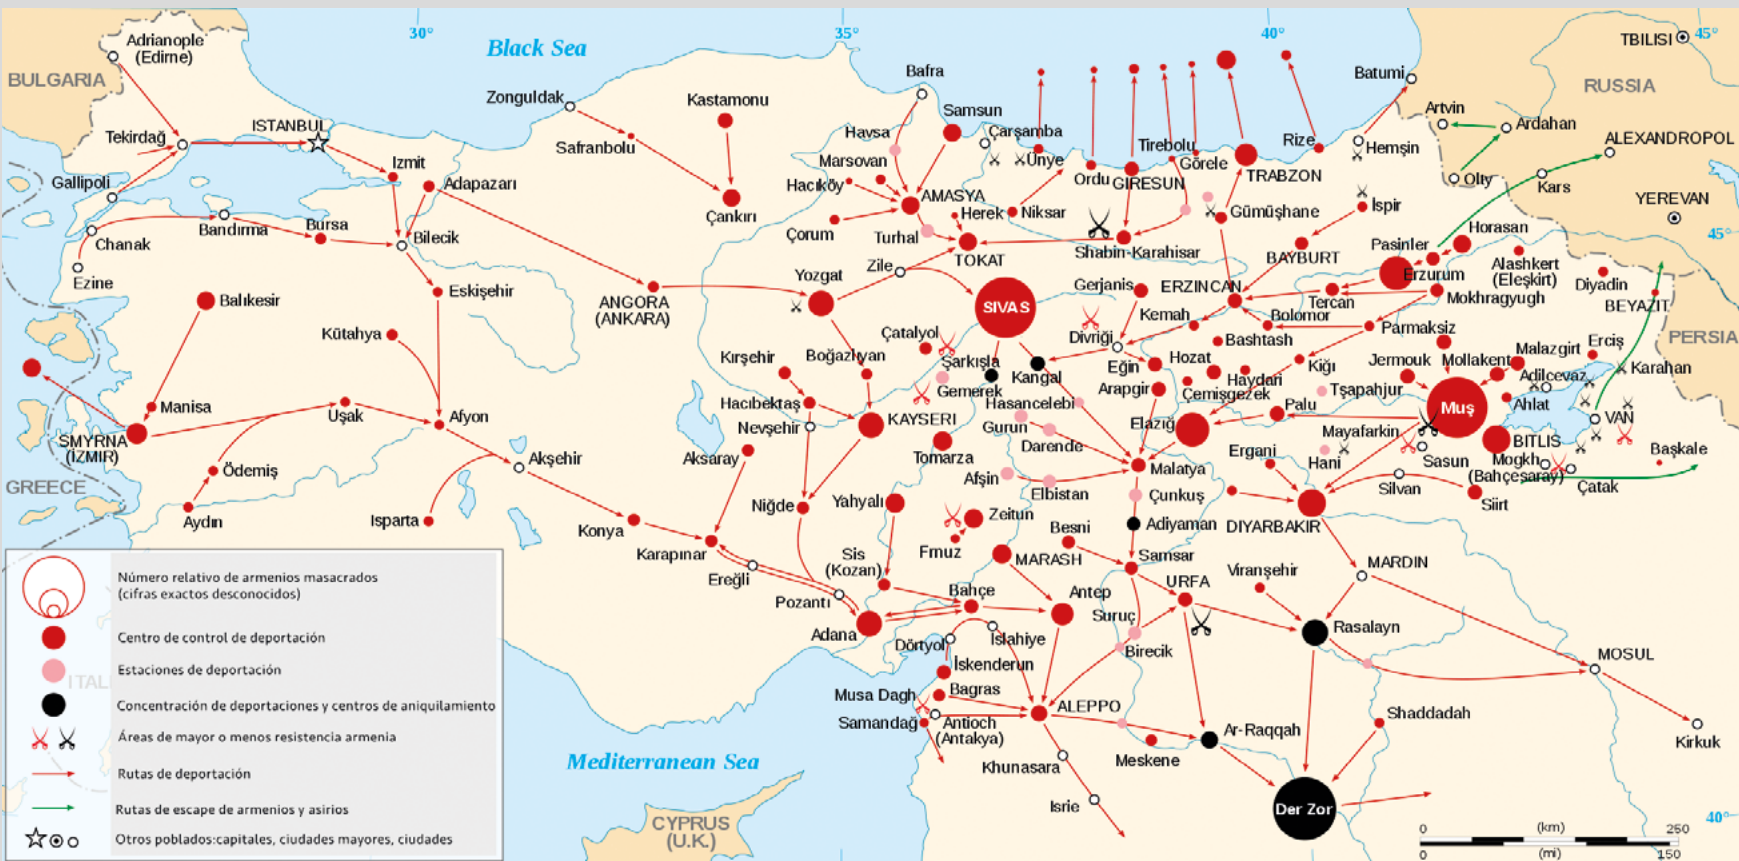 30°
35°
40°
45°
Black Sea
TBILISI
Adrianople
(Edirne)
BULGARIA
RUSSIA
Bafra
Batumi
Zonguldak
Kastamonu
Samsun
Artvin
Ardahan
ISTANBUL
Tekirdağ
Havsa
Çarşamba
Ünye
Tirebolu
Rize
Hemşin
ALEXANDROPOL
Safranbolu
Izmit
Marsovan
Görele
Gallipoli
Adapazarı
Hacıköy
Ordu
GIRESUN
TRABZON
Olty
Kars
AMASYA
YEREVAN
Çankırı
Herek
Niksar
Gümüşhane
İspir
Bandırma
Bursa
Bilecik
Çorum
Turhal
Horasan
45°
Chanak
TOKAT
Shabin-Karahisar
BAYBURT
Pasinler
Ezine
Zile
Alashkert
(Eleşkirt)
Erzurum
Yozgat
Gerjanis
ERZINCAN
Diyadin
Balıkesir
Eskişehir
ANGORA
(ANKARA)
SIVAS
Tercan
Mokhragyugh
BEYAZIT
Kemah
Bolomor
Parmaksiz
Kütahya
Çatalyol
Divriği
Bashtash
PERSIA
Kırşehir
Boğazlıyan
Şarkışla
Eğin
Hozat
Kiğı
Jermouk
Mollakent
Malazgirt
Erciş
Kangal
Gemerek
Arapgir
Haydari
Çemişgezek
Tşapahjur
Adilcevaz
Karahan
Manisa
Uşak
Afyon
Hacıbektaş
Hasancelebi
Palu
Muş
Ahlat
KAYSERI
Gurun
Elazığ
VAN
Nevşehir
Mayafarkin
SMYRNA
(İZMIR)
Darende
BITLIS
Tomarza
Ergani
Hani
Sasun
Başkale
Akşehir
Aksaray
Malatya
Mogkh
(Bahçesaray)
Ödemiş
Afşin
Elbistan
Silvan
Çatak
GREECE
Çunkuş
Niğde
Yahyalı
Siirt
Aydın
Isparta
Konya
Zeitun
Besni
Adiyaman
DIYARBAKIR
Karapınar
Fmuz
MARASH
Samsar
Sis
(Kozan)
MARDIN
Ereğli
Viranşehir
URFA
Bahçe
Antep
Pozantı
Suruç
Rasalayn
Adana
Dörtyol
İslahiye
Birecik
MOSUL
İskenderun
Musa Dagh
Bagras
ALEPPO
Samandağ
Antioch
(Antakya)
Shaddadah
Ar-Raqqah
Kirkuk
Mediterranean Sea
Khunasara
Meskene
Isrie
Der Zor
CYPRUS
(U.K.)
40°
0 (km) 250
0 (mi) 150
ITAL
Número relativo de armenios masacrados
(cifras exactos desconocidos)
Centro de control de deportación
Estaciones de deportación
Concentración de deportaciones y centros de aniquilamiento
Áreas de mayor o menos resistencia armenia
Rutas de deportación
Rutas de escape de armenios y asirios
Otros poblados:capitales, ciudades mayores, ciudades